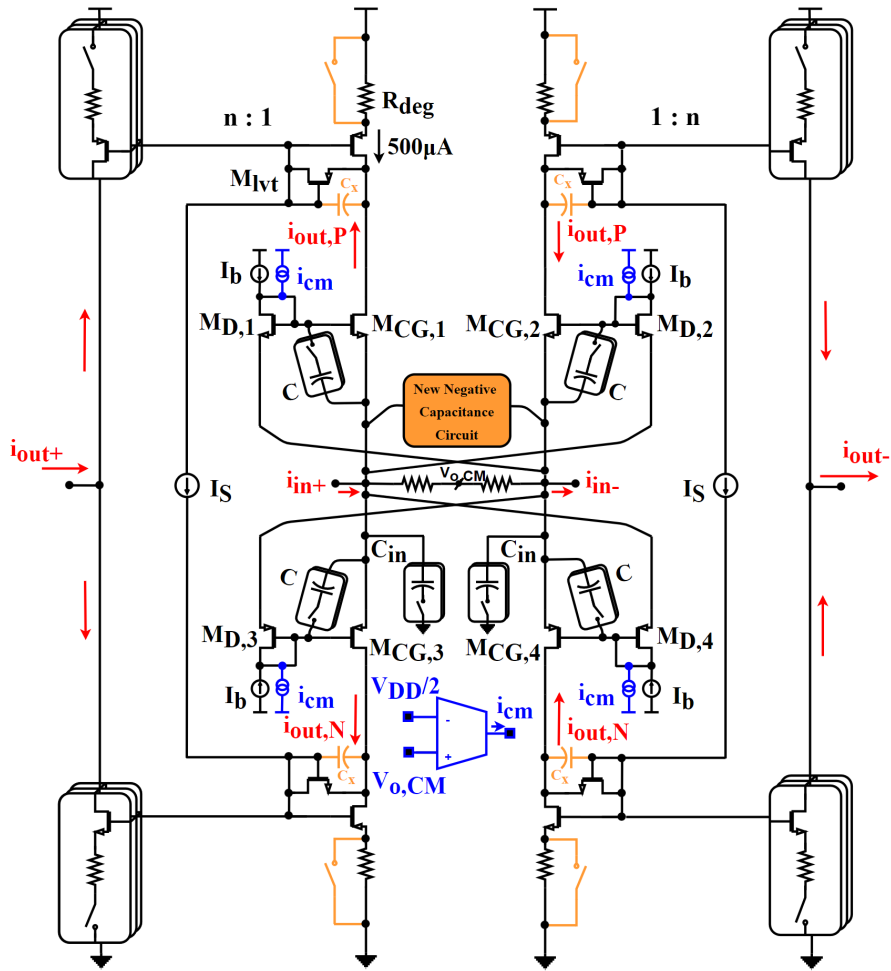 R_deg
n : 1
1 : n
500μA
M_lvt
C_x
C_x
i_out,P
i_out,P
I_b
i_cm
i_cm
I_b
M_D,1
M_CG,1
M_CG,2
M_D,2
C
C
New Negative
Capacitance
Circuit
i_out+
i_in+
V_o,CM
i_in-
i_out-
I_S
I_S
C_in
C_in
C
C
M_D,3
M_CG,3
M_CG,4
M_D,4
I_b
i_cm
V_DD/2
i_cm
i_cm
I_b
i_out,N
-
i_out,N
+
C_x
V_o,CM
C_x